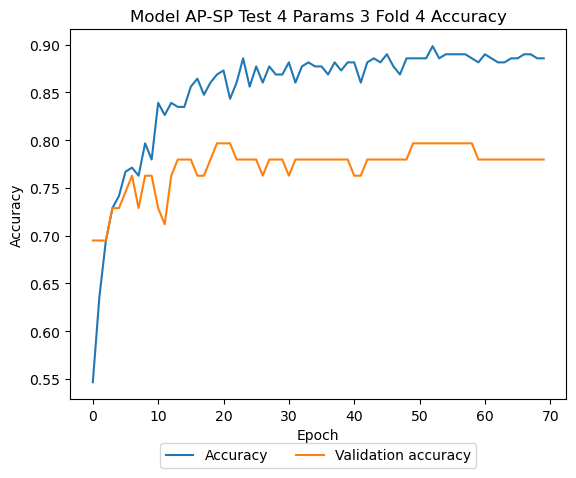 Model AP-SP Test 4 Params 3 Fold 4 Accuracy
0.90
0.85
0.80
0.75
0.70
0.65
0.60
0.55
Accuracy
0 10 20 30 40 50 60 70
Epoch
Accuracy Validation accuracy